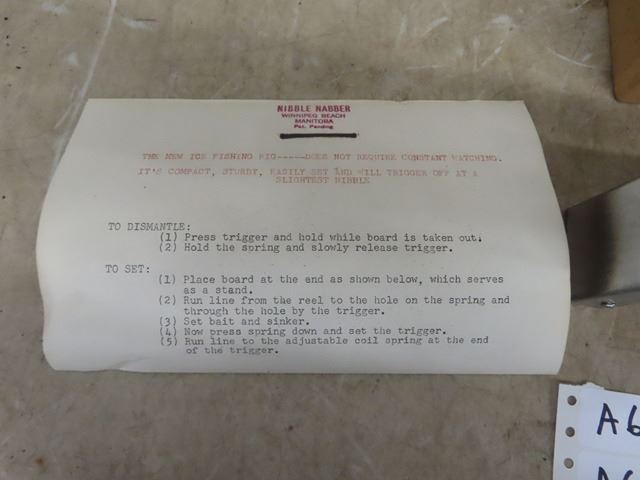 NIBBLE NABBER
WINNIPEG BEACH
MANITOBA
Pat. Pending
THE NEW ICE FISHING RIG-----DOES NOT REQUIRE CONSTANT WATCHING.
IT'S COMPACT, STURDY, EASILY SET AND WILL TRIGGER OFF AT A
SLIGHTEST NIBBLE
TO DISMANTLE:
(1) Press trigger and hold while board is taken out.
(2) Hold the spring and slowly release trigger.
TO SET:
(1) Place board at the end as shown below, which serves
as a stand.
(2) Run line from the reel to the hole on the spring and
through the hole by the trigger.
(3) Set bait and sinker.
(4) Now press spring down and set the trigger.
(5) Run line to the adjustable coil spring at the end
of the trigger.
A6